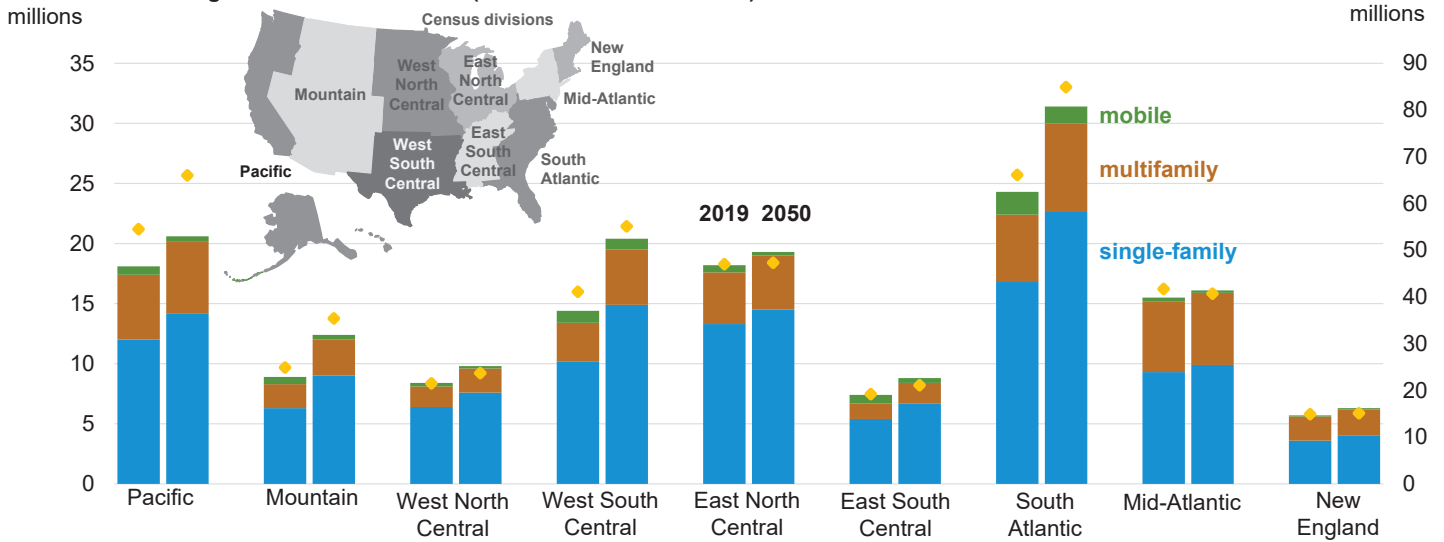 millions
millions
Census divisions
New
England
West
North
Central
East
North
Central
Mountain
Mid-Atlantic
West
South
Central
East
South
Central
South
Atlantic
Pacific
35
30
25
20
15
10
5
0
90
80
70
60
50
40
30
20
10
0
2019 2050
mobile
multifamily
single-family
Pacific
Mountain
West North
Central
West South
Central
East North
Central
East South
Central
South
Atlantic
Mid-Atlantic
New
England